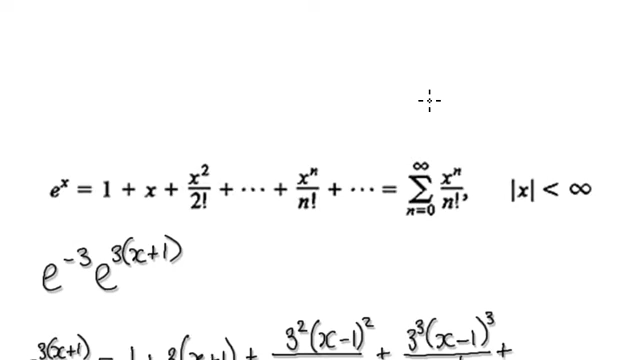 e^x = 1 + x + x^2/2! + ⋯ + x^n/n! + ⋯ = ∑_{n=0}^{∞} x^n/n!, |x| < ∞
e^{-3} e^{3(x+1)}
e^{3(x+1)} = 1 + 3(x+1) + 3^2(x-1)^2 + 3^3(x-1)^3 +